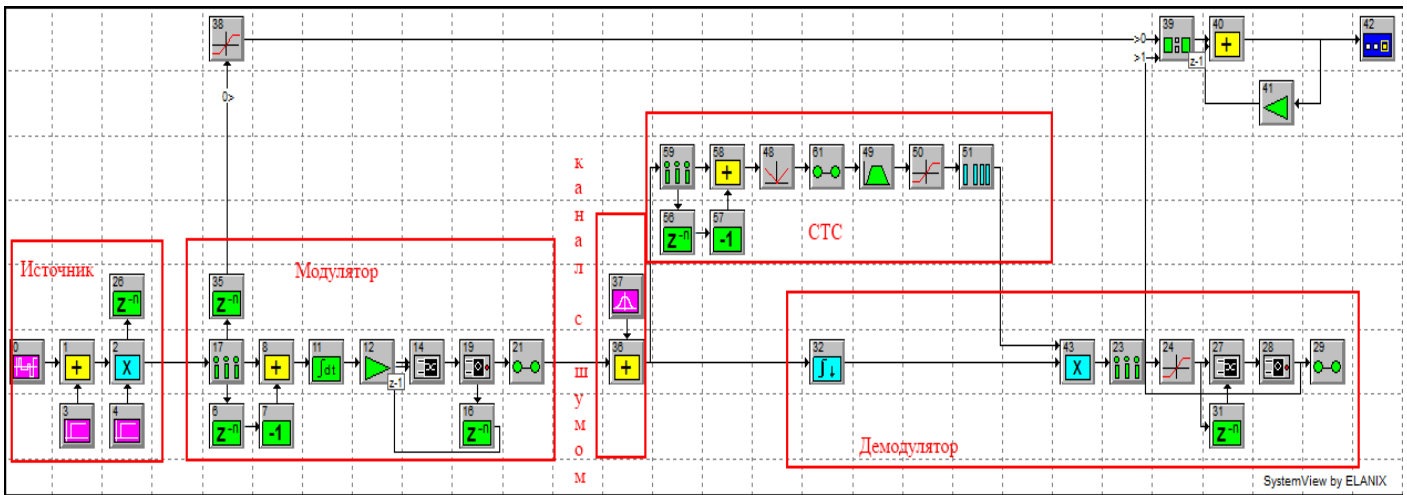 38
39
40
42
>0
>1
z-1
41
0>
к
а
н
а
л
с
ш
у
м
о
м
59
58
48
61
49
50
51
56
z⁻ⁿ
57
-1
СТС
Источник
26
z⁻ⁿ
Модулятор
35
z⁻ⁿ
37
0
1
+
2
X
17
8
+
11
∫dt
12
z-1
14
19
21
36
+
32
43
X
23
24
27
28
29
3
4
6
z⁻ⁿ
7
-1
16
z⁻ⁿ
31
z⁻ⁿ
Демодулятор
SystemView by ELANIX